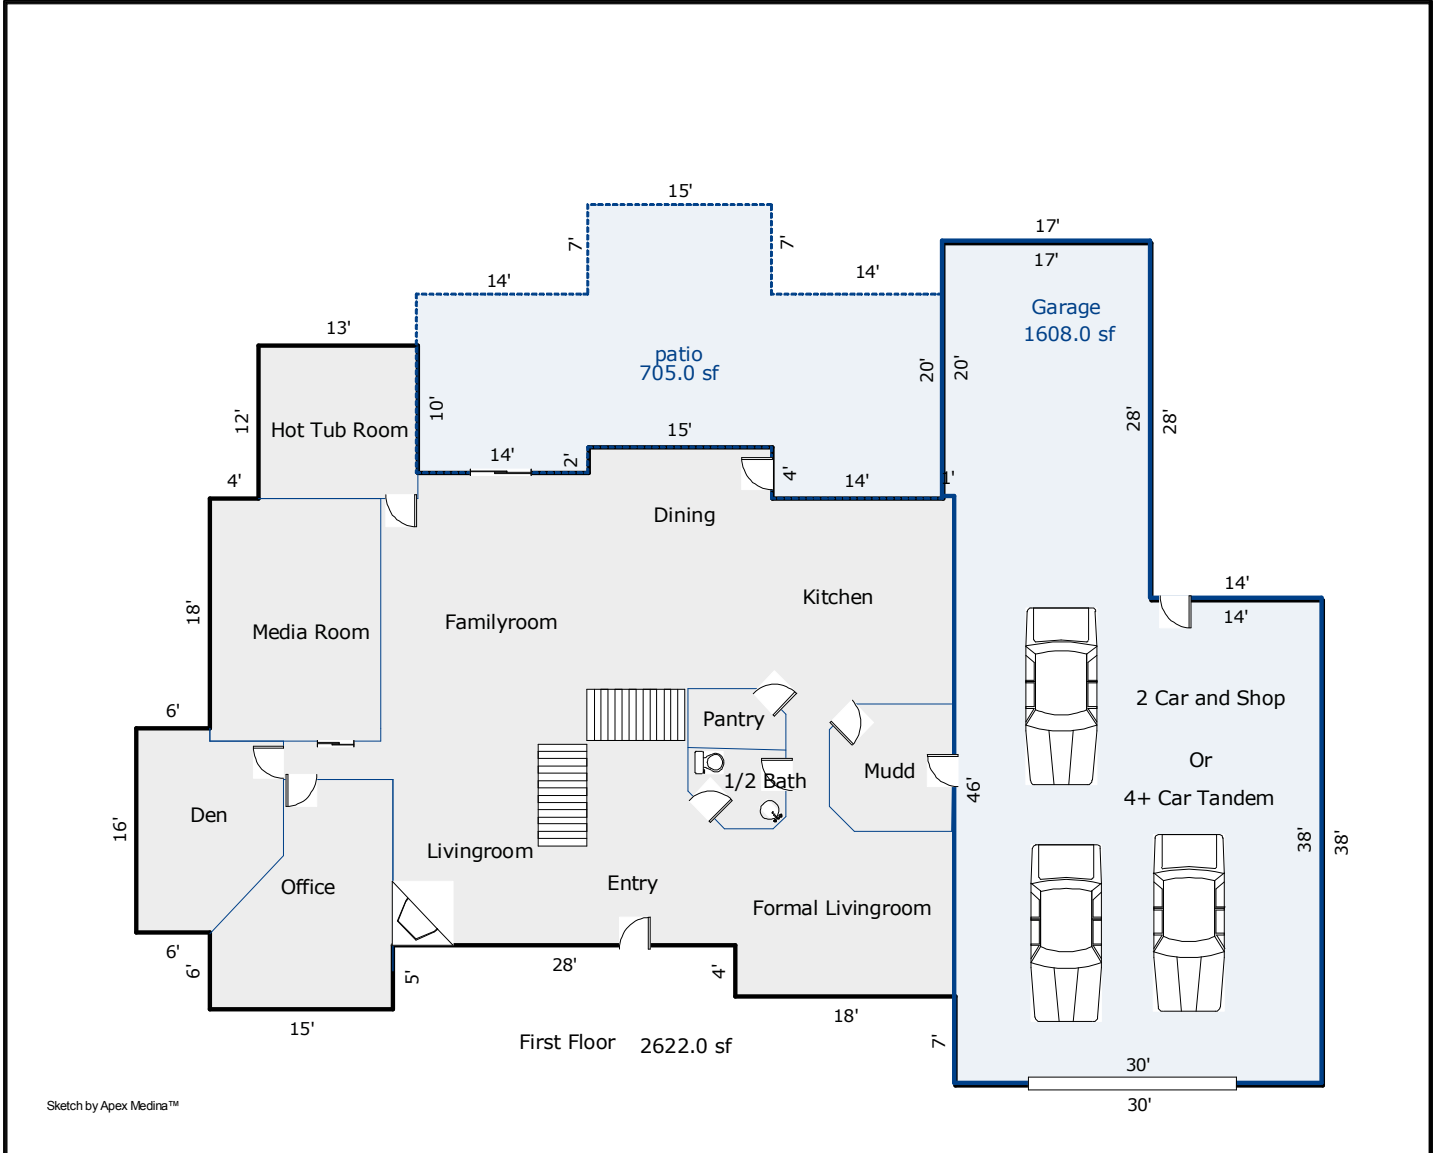 15'
7'
7'
17'
17'
14'
14'
Garage
1608.0 sf
13'
patio
705.0 sf
20'
20'
10'
12'
28'
28'
Hot Tub Room
15'
14'
2'
4'
4'
14'
1'
Dining
14'
14'
Kitchen
18'
Familyroom
Media Room
2 Car and Shop
6'
Pantry
Or
Mudd
1/2 Bath
46'
4+ Car Tandem
Den
16'
38'
38'
Livingroom
Office
Entry
Formal Livingroom
6'
6'
5'
28'
4'
15'
18'
First Floor
2622.0 sf
7'
30'
30'
Sketch by Apex Medina™